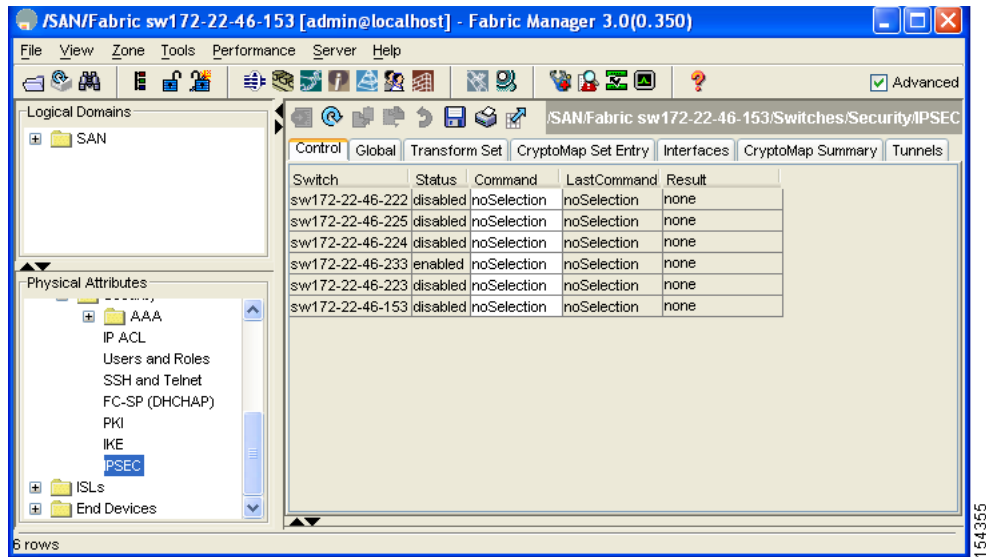 /SAN/Fabric sw172-22-46-153 [admin@localhost] - Fabric Manager 3.0(0.350)
File View Zone Tools Performance Server Help
Advanced
Logical Domains
SAN
/SAN/Fabric sw172-22-46-153/Switches/Security/IPSEC
Control Global Transform Set CryptoMap Set Entry Interfaces CryptoMap Summary Tunnels
Switch Status Command LastCommand Result
sw172-22-46-222 disabled noSelection noSelection none
sw172-22-46-225 disabled noSelection noSelection none
sw172-22-46-224 disabled noSelection noSelection none
sw172-22-46-233 enabled noSelection noSelection none
sw172-22-46-223 disabled noSelection noSelection none
sw172-22-46-153 disabled noSelection noSelection none
Physical Attributes
Security
AAA
IP ACL
Users and Roles
SSH and Telnet
FC-SP (DHCHAP)
PKI
IKE
IPSEC
ISLs
End Devices
6 rows
154355